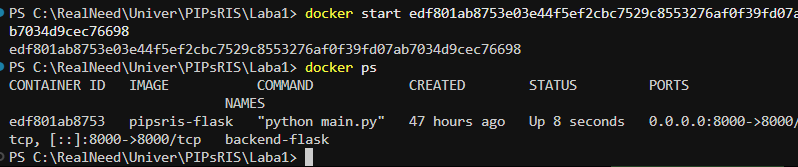 PS C:\RealNeed\Univer\PIPsRIS\Laba1> docker start edf801ab8753e03e44f5ef2cbc7529c8553276af0f39fd07a
b7034d9cec76698
edf801ab8753e03e44f5ef2cbc7529c8553276af0f39fd07ab7034d9cec76698
PS C:\RealNeed\Univer\PIPsRIS\Laba1> docker ps
CONTAINER ID   IMAGE           COMMAND            CREATED        STATUS         PORTS
                           NAMES
edf801ab8753   pipsris-flask   "python main.py"   47 hours ago   Up 8 seconds   0.0.0.0:8000->8000/
tcp, [::]:8000->8000/tcp   backend-flask
PS C:\RealNeed\Univer\PIPsRIS\Laba1>